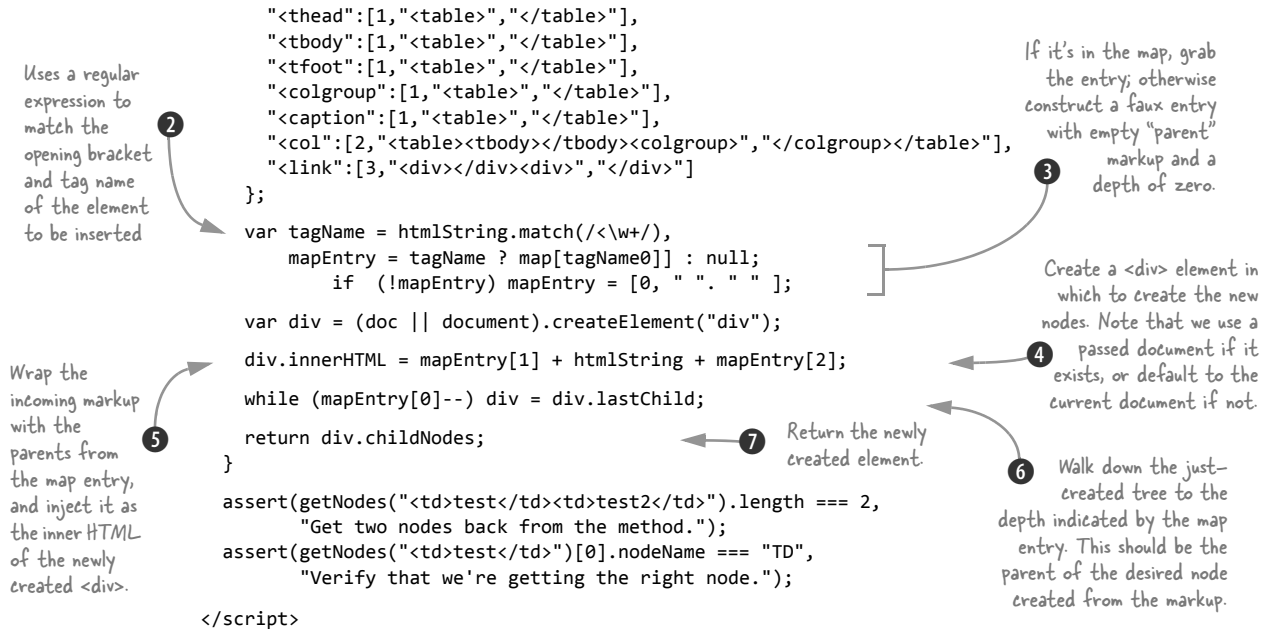 "<thead":[1,"<table>","</table>"],
"<tbody":[1,"<table>","</table>"],
"<tfoot":[1,"<table>","</table>"],
"<colgroup":[1,"<table>","</table>"],
"<caption":[1,"<table>","</table>"],
"<col":[2,"<table><tbody></tbody><colgroup>","</colgroup></table>"],
"<link":[3,"<div></div><div>","</div>"]
};
Uses a regular
expression to
match the
opening bracket
and tag name
of the element
to be inserted
2
If it's in the map, grab
the entry; otherwise
construct a faux entry
with empty "parent"
markup and a
depth of zero.
3
var tagName = htmlString.match(/<\w+/),
mapEntry = tagName ? map[tagName0]] : null;
if (!mapEntry) mapEntry = [0, " ". " " ];
var div = (doc || document).createElement("div");
Create a <div> element in
which to create the new
nodes. Note that we use a
passed document if it
exists, or default to the
current document if not.
4
div.innerHTML = mapEntry[1] + htmlString + mapEntry[2];
Wrap the
incoming markup
with the
parents from
the map entry,
and inject it as
the inner HTML
of the newly
created <div>.
5
while (mapEntry[0]--) div = div.lastChild;
6
Walk down the just-
created tree to the
depth indicated by the map
entry. This should be the
parent of the desired node
created from the markup.
return div.childNodes;
7
Return the newly
created element.
}
assert(getNodes("<td>test</td><td>test2</td>").length === 2,
"Get two nodes back from the method.");
assert(getNodes("<td>test</td>")[0].nodeName === "TD",
"Verify that we're getting the right node.");
</script>